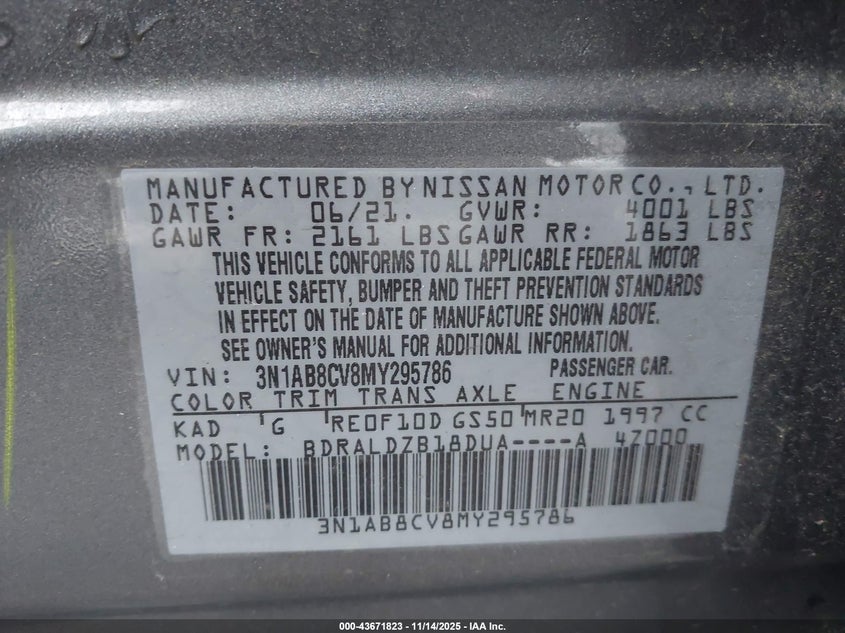 MANUFACTURED BY NISSAN MOTOR CO., LTD.
DATE: 06/21. GVWR: 4001 LBS
GAWR FR: 2161 LBS GAWR RR: 1863 LBS
THIS VEHICLE CONFORMS TO ALL APPLICABLE FEDERAL MOTOR
VEHICLE SAFETY, BUMPER AND THEFT PREVENTION STANDARDS
IN EFFECT ON THE DATE OF MANUFACTURE SHOWN ABOVE.
SEE OWNER'S MANUAL FOR ADDITIONAL INFORMATION.
VIN: 3N1AB8CV8MY295786 PASSENGER CAR.
COLOR TRIM TRANS AXLE ENGINE
KAD G RE0F10D GS50 MR20 1997 CC
MODEL: BDRALDZB18DUA----A 47000
3N1AB8CV8MY295786
000-43671823 - 11/14/2025 - IAA Inc.